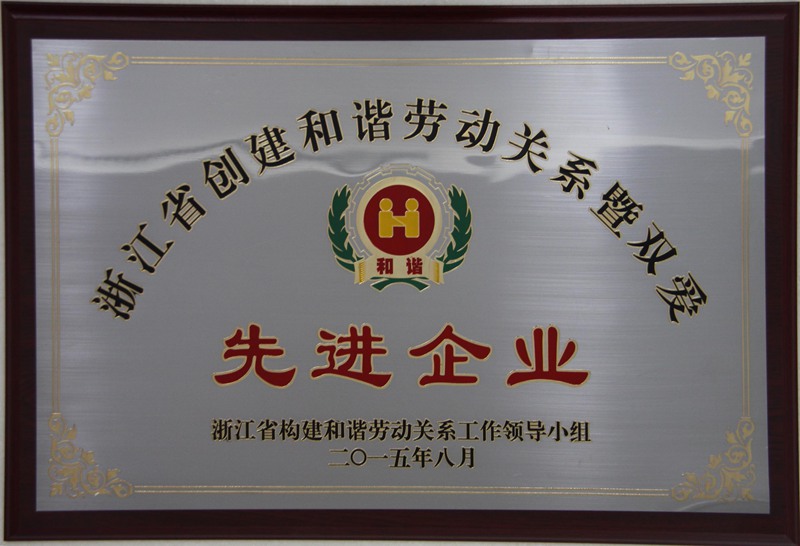 浙江省创建和谐劳动关系暨双爱
和谐
先进企业
浙江省构建和谐劳动关系工作领导小组
二〇一五年八月